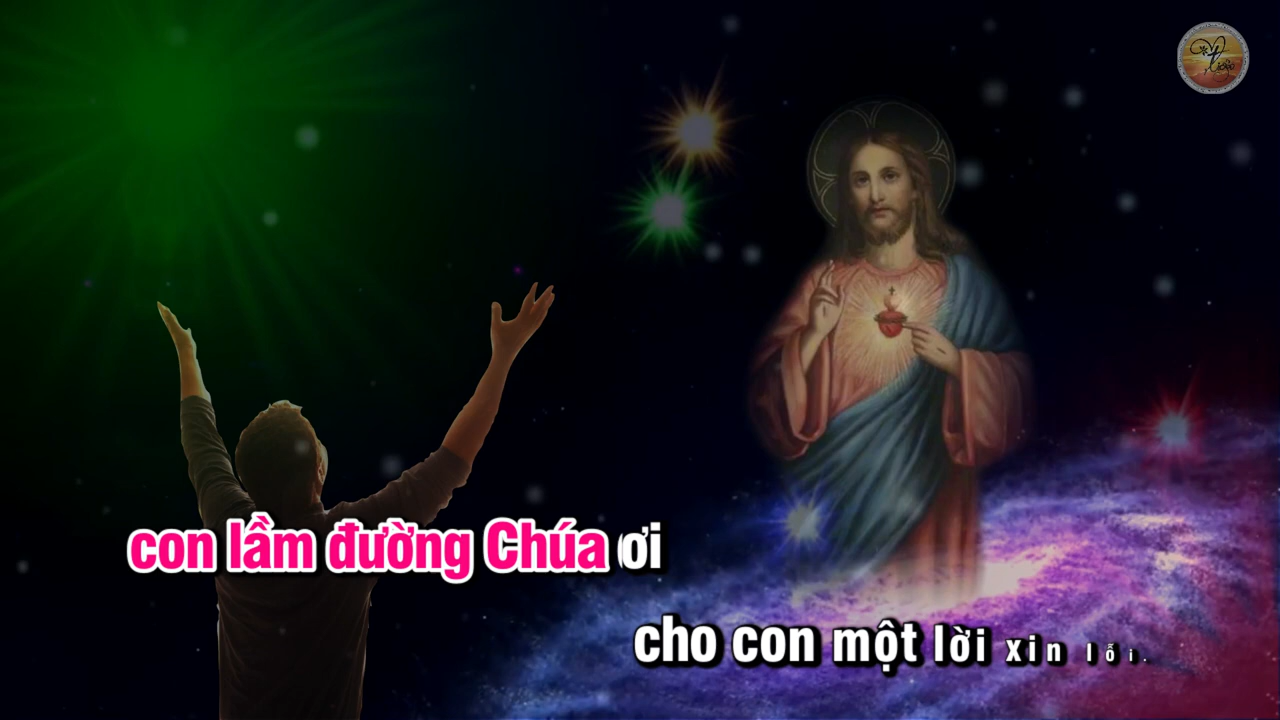 con lầm đường Chúa ơi
cho con một lời xin lỗi.